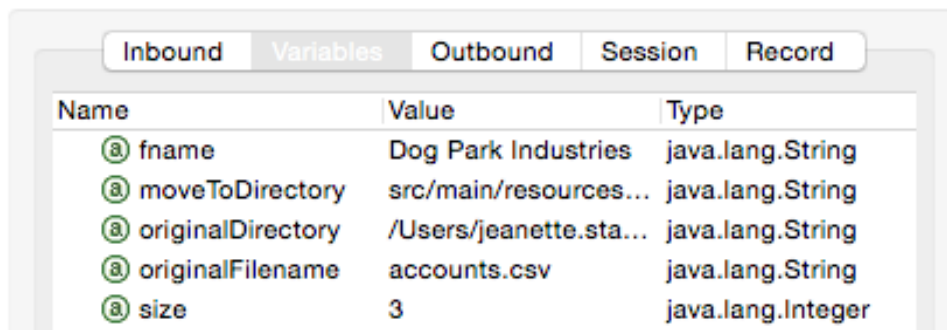 Inbound Variables Outbound Session Record
Name Value Type
fname Dog Park Industries java.lang.String
moveToDirectory src/main/resources... java.lang.String
originalDirectory /Users/jeanette.sta... java.lang.String
originalFilename accounts.csv java.lang.String
size 3 java.lang.Integer